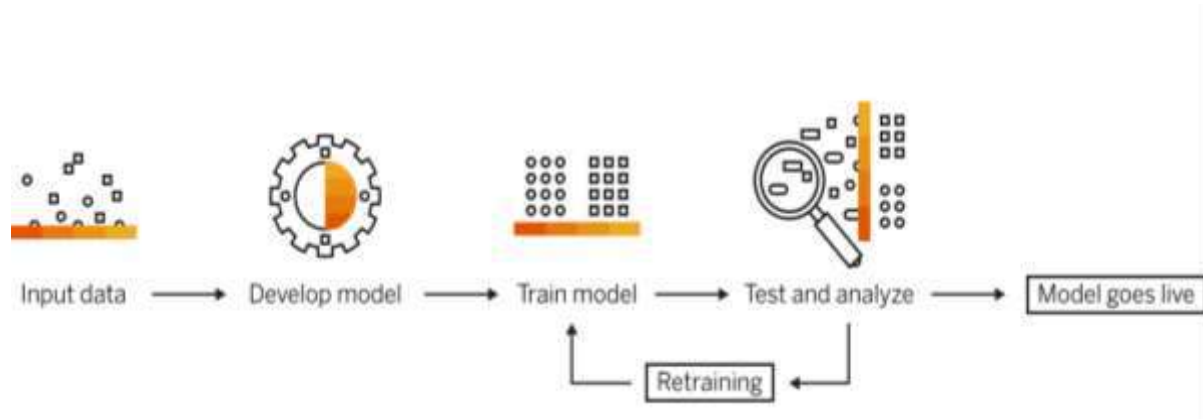 Input data
Develop model
Train model
Test and analyze
Model goes live
Retraining